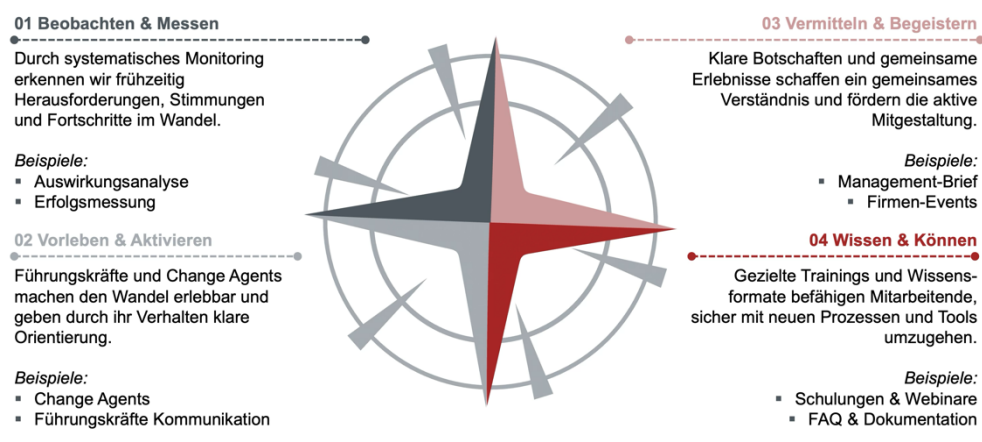 01 Beobachten & Messen
Durch systematisches Monitoring
erkennen wir frühzeitig
Herausforderungen, Stimmungen
und Fortschritte im Wandel.
Beispiele:
▪ Auswirkungsanalyse
▪ Erfolgsmessung
02 Vorleben & Aktivieren
Führungskräfte und Change Agents
machen den Wandel erlebbar und
geben durch ihr Verhalten klare
Orientierung.
Beispiele:
▪ Change Agents
▪ Führungskräfte Kommunikation
03 Vermitteln & Begeistern
Klare Botschaften und gemeinsame
Erlebnisse schaffen ein gemeinsames
Verständnis und fördern die aktive
Mitgestaltung.
Beispiele:
▪ Management-Brief
▪ Firmen-Events
04 Wissen & Können
Gezielte Trainings und Wissens-
formate befähigen Mitarbeitende,
sicher mit neuen Prozessen und Tools
umzugehen.
Beispiele:
▪ Schulungen & Webinare
▪ FAQ & Dokumentation